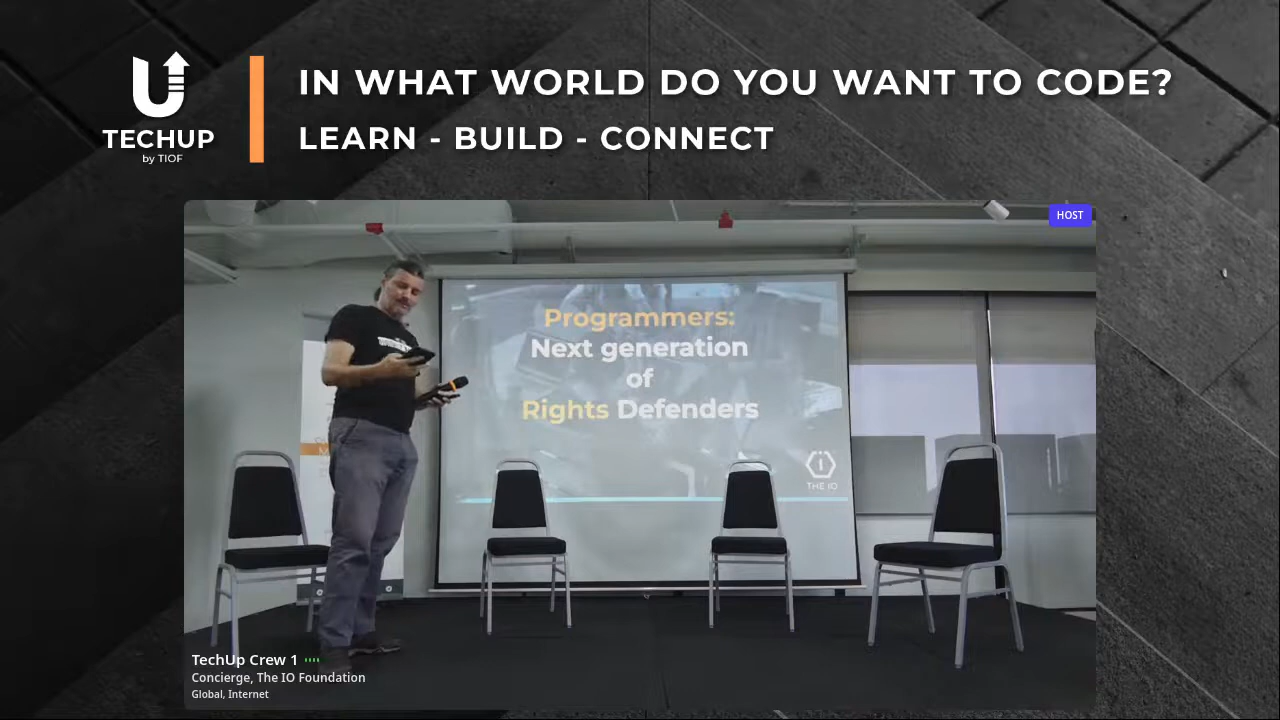 TECHUP
by TIOF
IN WHAT WORLD DO YOU WANT TO CODE?
LEARN - BUILD - CONNECT
HOST
Programmers:
Next generation
of
Rights Defenders
THE IO
TechUp Crew 1
Concierge, The IO Foundation
Global, Internet